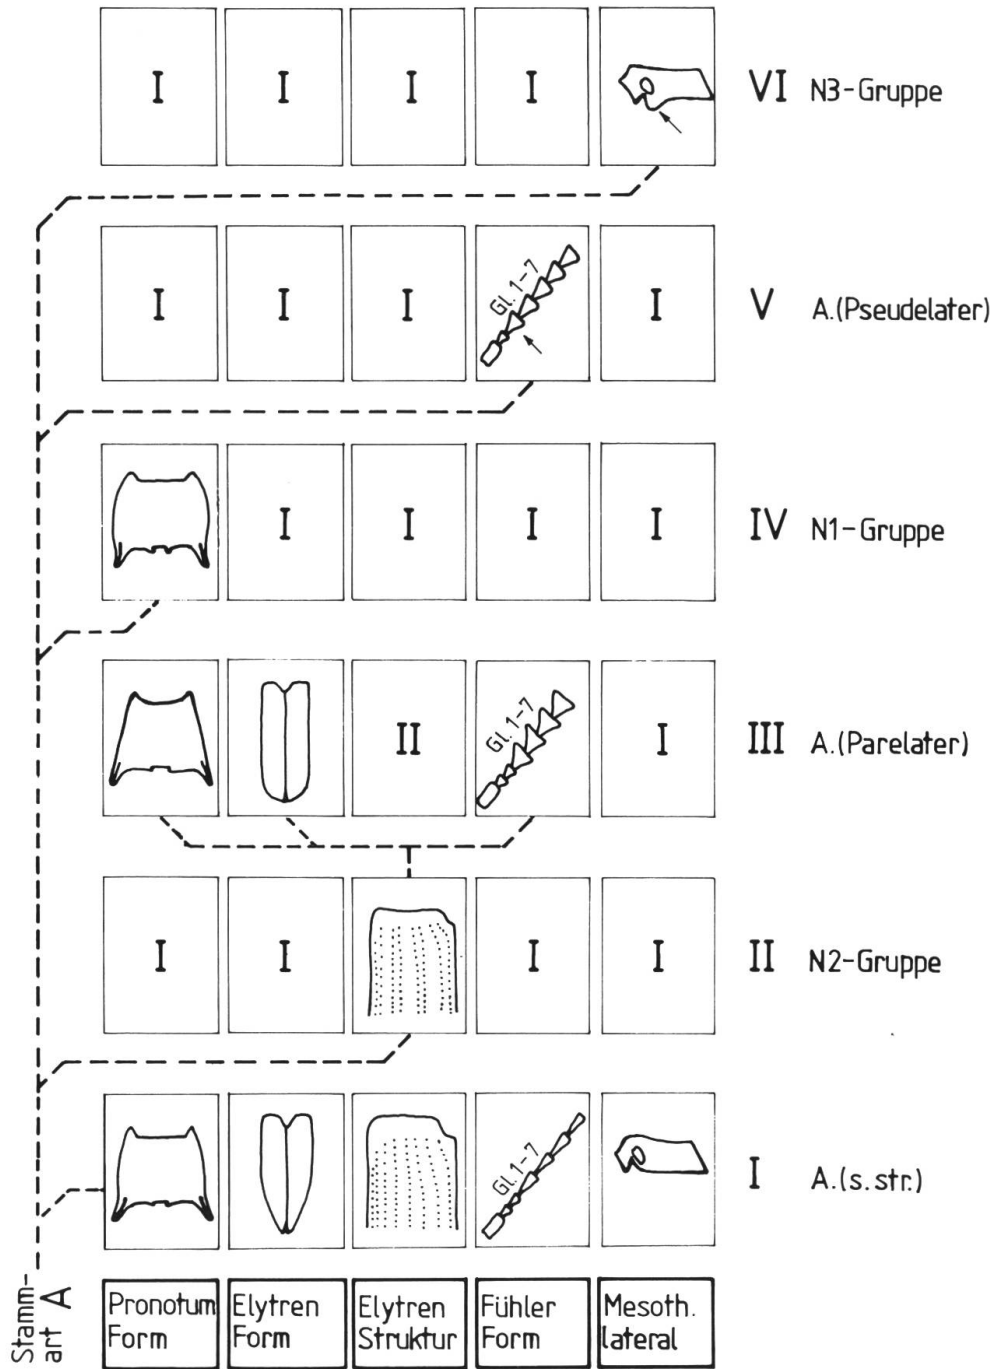 I I I I VI N3-Gruppe
I I I Gl. 1-7 I V A.(Pseudelater)
I I I I IV N1-Gruppe
II Gl. 1-7 I III A.(Parelater)
I I I I II N2-Gruppe
Gl. 1-7 I A.(s. str.)
Stamm-
art A
Pronotum
Form
Elytren
Form
Elytren
Struktur
Fühler
Form
Mesoth.
lateral